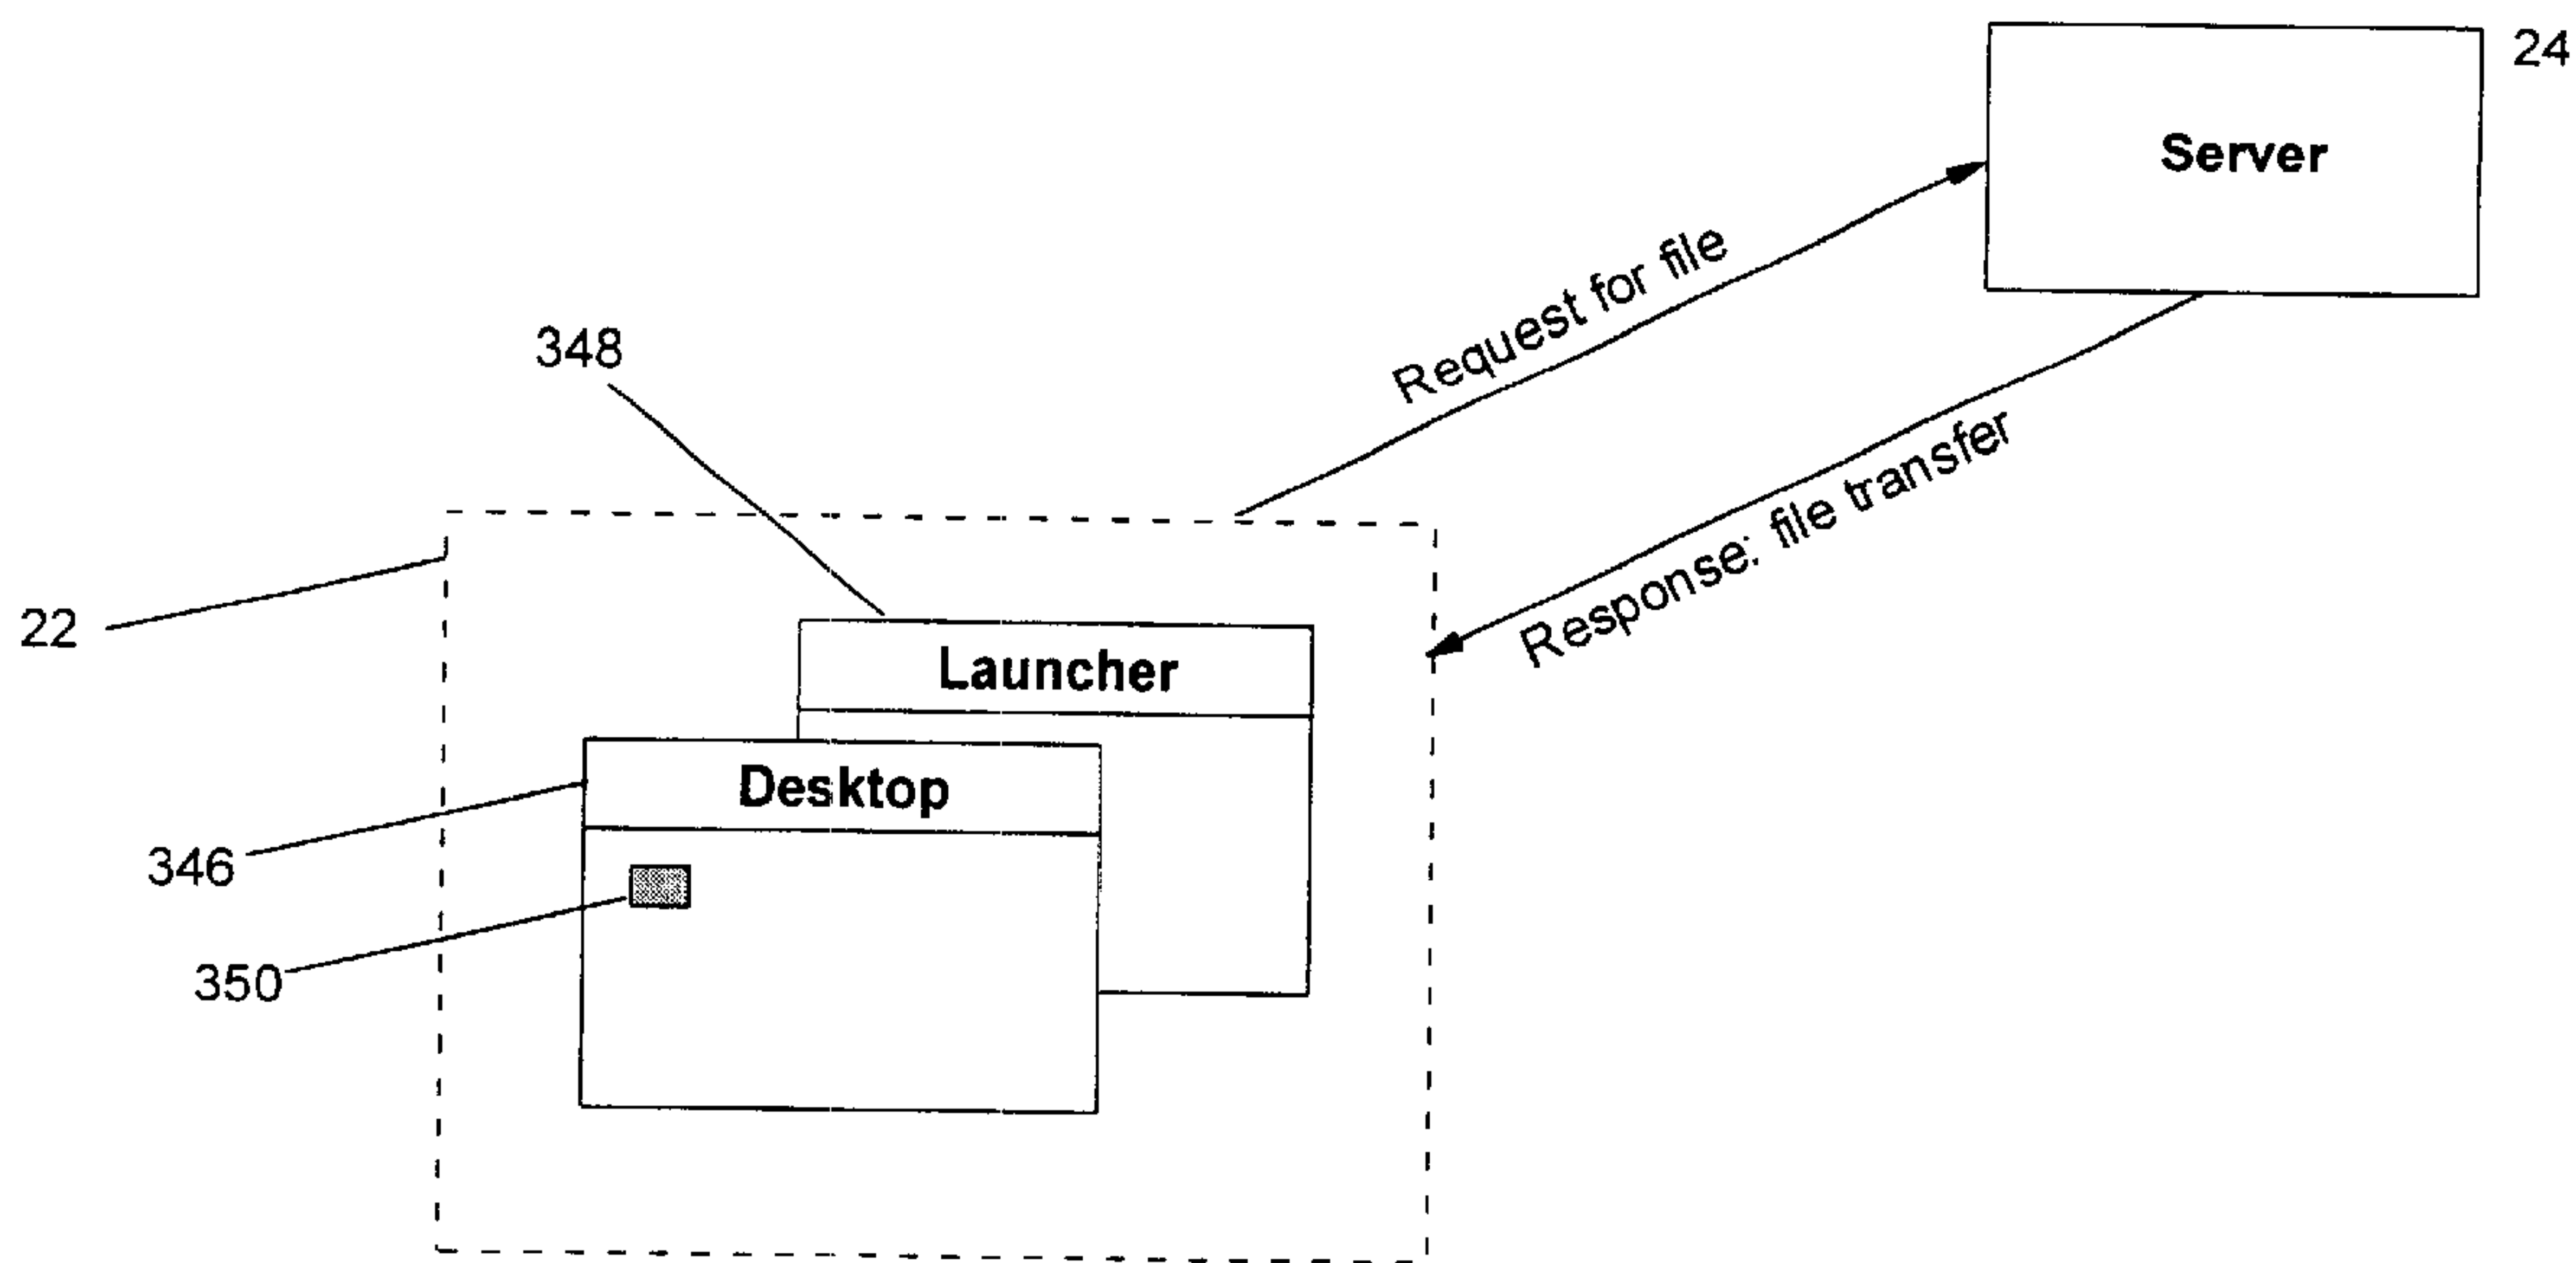 24
Server
Request for file
348
Response: file transfer
22
Launcher
Desktop
346
350